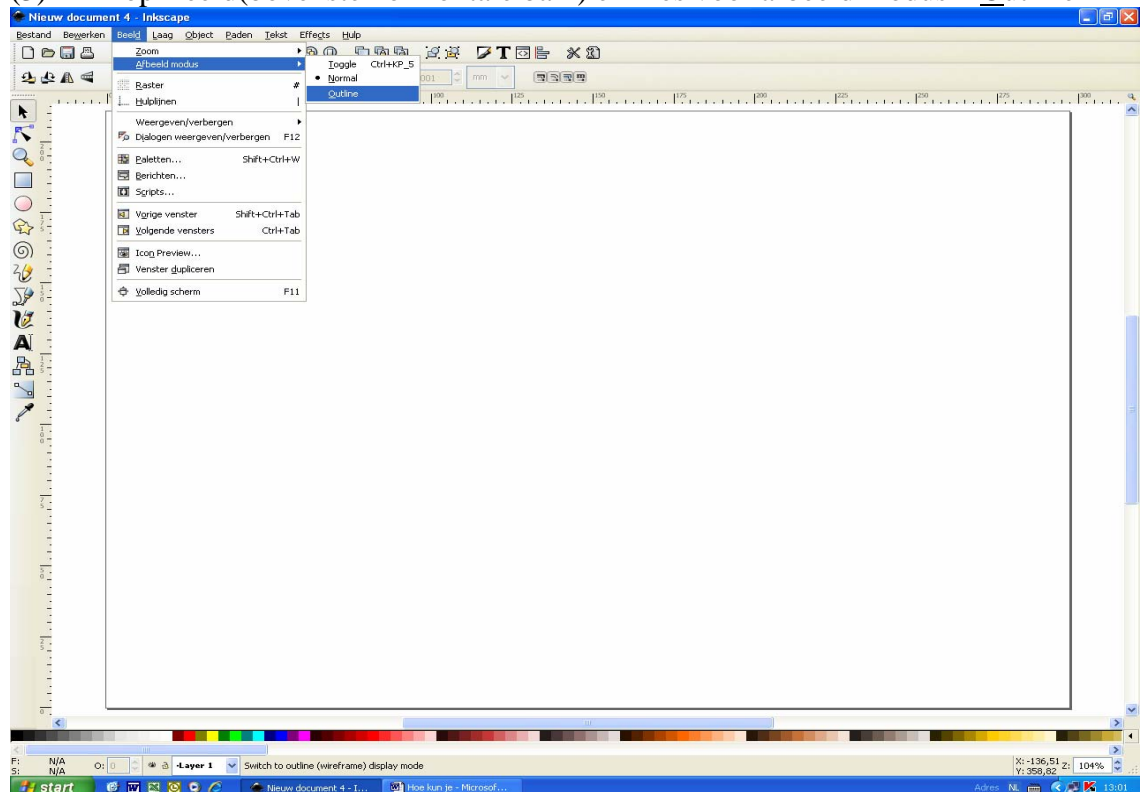 Nieuw document 4 - Inkscape
Bestand Bewerken Beeld Laag Object Paden Tekst Effects Hulp
Zoom
Afbeeld modus
Raster #
Hulplijnen |
Weergeven/verbergen
Dialogen weergeven/verbergen F12
Paletten... Shift+Ctrl+W
Berichten...
Scripts...
Vorige venster Shift+Ctrl+Tab
Volgende vensters Ctrl+Tab
Icon Preview...
Venster dupliceren
Volledig scherm F11
Toggle Ctrl+KP_5
Normal
Outline
001 mm
100 125 150 175 200 225 250 275 300
F: N/A
S: N/A
O: 0
Layer 1
Switch to outline (wireframe) display mode
X: -136,51
Y: 358,82
Z: 104%
start
Nieuw document 4 - I...
Hoe kun je - Microsof...
Adres NL 13:01